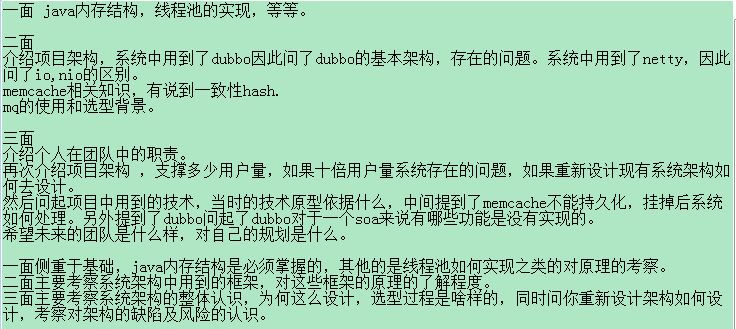 一面 java内存结构，线程池的实现，等等。
二面
介绍项目架构，系统中用到了dubbo因此问了dubbo的基本架构，存在的问题。系统中用到了netty，因此
问了io,nio的区别。
memcache相关知识，有说到一致性hash.
mq的使用和选型背景。
三面
介绍个人在团队中的职责。
再次介绍项目架构 ，支撑多少用户量，如果十倍用户量系统存在的问题，如果重新设计现有系统架构如
何去设计。
然后问起项目中用到的技术，当时的技术原型依据什么，中间提到了memcache不能持久化，挂掉后系统
如何处理。另外提到了dubbo问起了dubbo对于一个soa来说有哪些功能是没有实现的。
希望未来的团队是什么样，对自己的规划是什么。
一面侧重于基础，java内存结构是必须掌握的，其他的是线程池如何实现之类的对原理的考察。
二面主要考察系统架构中用到的框架，对这些框架的原理的了解程度。
三面主要考察系统架构的整体认识，为何这么设计，选型过程是啥样的，同时问你重新设计架构如何设
计，考察对架构的缺陷及风险的认识。